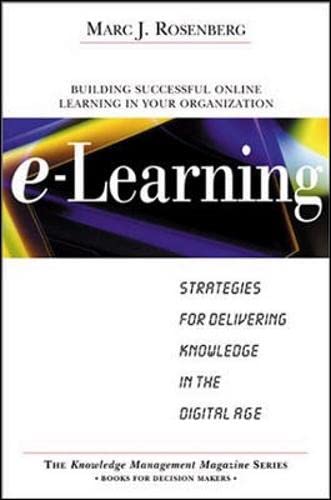 MARC J. ROSENBERG
BUILDING SUCCESSFUL ONLINE
LEARNING IN YOUR ORGANIZATION
e-Learning
STRATEGIES
FOR DELIVERING
KNOWLEDGE
IN THE
DIGITAL AGE
THE Knowledge Management Magazine SERIES
• BOOKS FOR DECISION MAKERS •